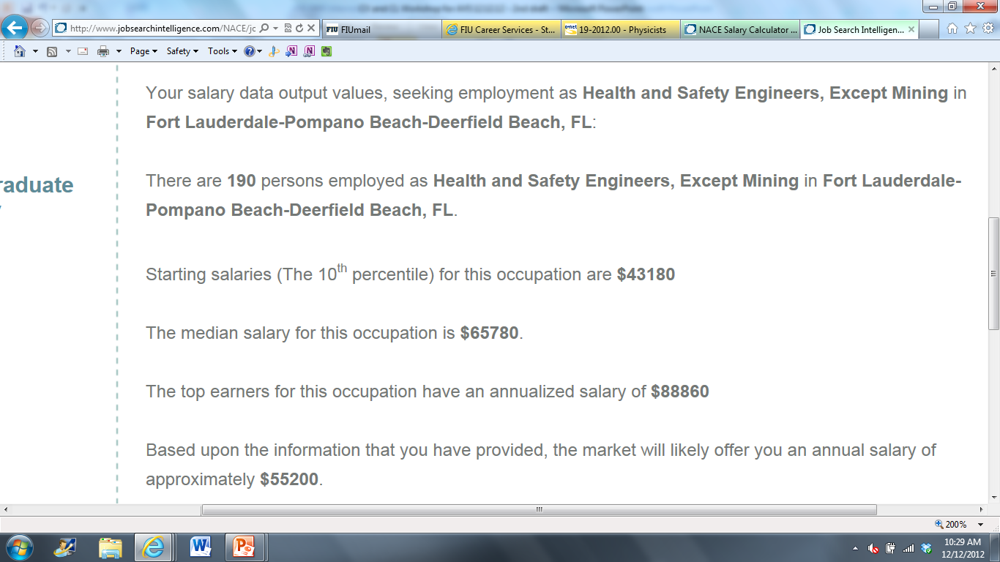 http://www.jobsearchintelligence.com/NACE/jc
FIU FIUmail
FIU Career Services - St...
o*net 19-2012.00 - Physicists
NACE Salary Calculator ...
Job Search Intelligen...
Page Safety Tools
Your salary data output values, seeking employment as Health and Safety Engineers, Except Mining in
Fort Lauderdale-Pompano Beach-Deerfield Beach, FL:
raduate
There are 190 persons employed as Health and Safety Engineers, Except Mining in Fort Lauderdale-
Pompano Beach-Deerfield Beach, FL.
Starting salaries (The 10th percentile) for this occupation are $43180
The median salary for this occupation is $65780.
The top earners for this occupation have an annualized salary of $88860
Based upon the information that you have provided, the market will likely offer you an annual salary of
approximately $55200.
200%
10:29 AM
12/12/2012